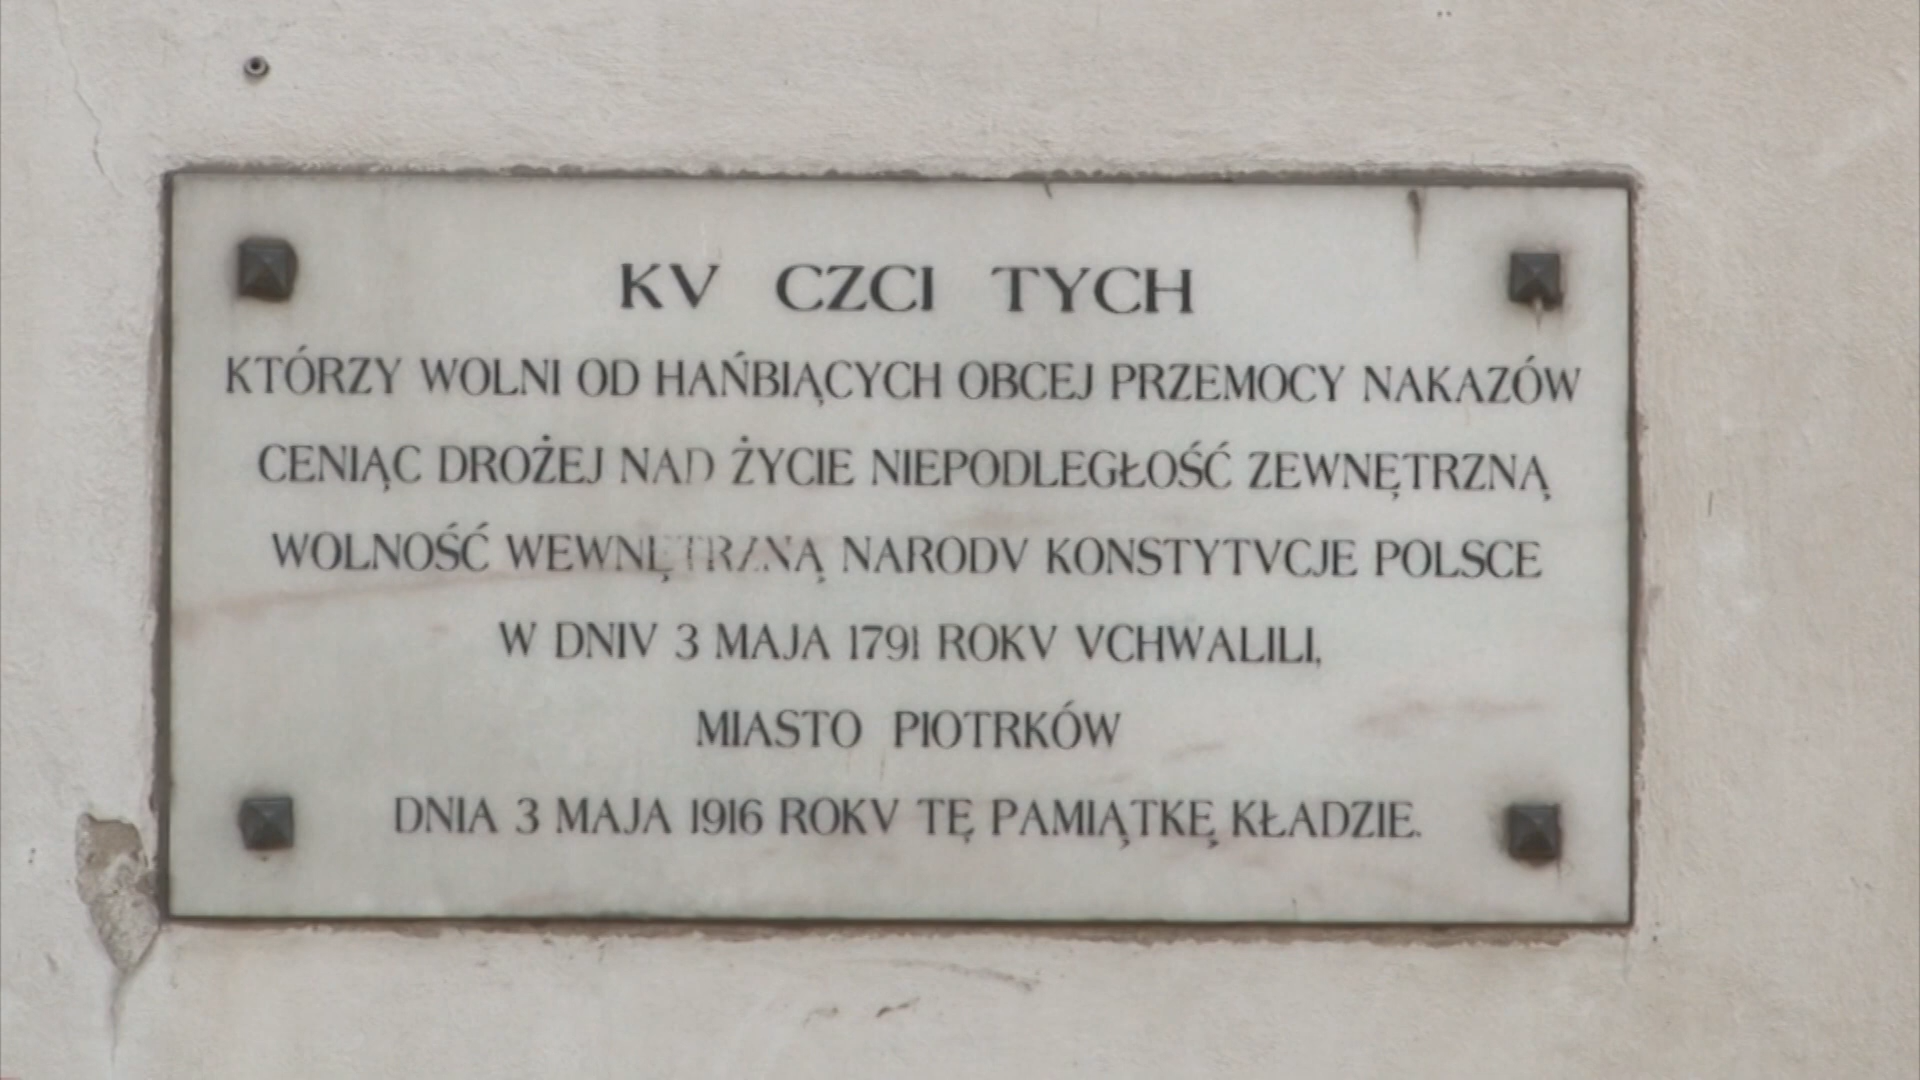 KV CZCI TYCH
KTÓRZY WOLNI OD HAŃBIĄCYCH OBCEJ PRZEMOCY NAKAZÓW
CENIĄC DROŻEJ NAD ŻYCIE NIEPODLEGŁOŚĆ ZEWNĘTRZNĄ
WOLNOŚĆ WEWNĘTRZNĄ NARODV KONSTYTVCJE POLSCE
W DNIV 3 MAJA 1791 ROKV VCHWALILI,
MIASTO PIOTRKÓW
DNIA 3 MAJA 1916 ROKV TĘ PAMIĄTKĘ KŁADZIE.